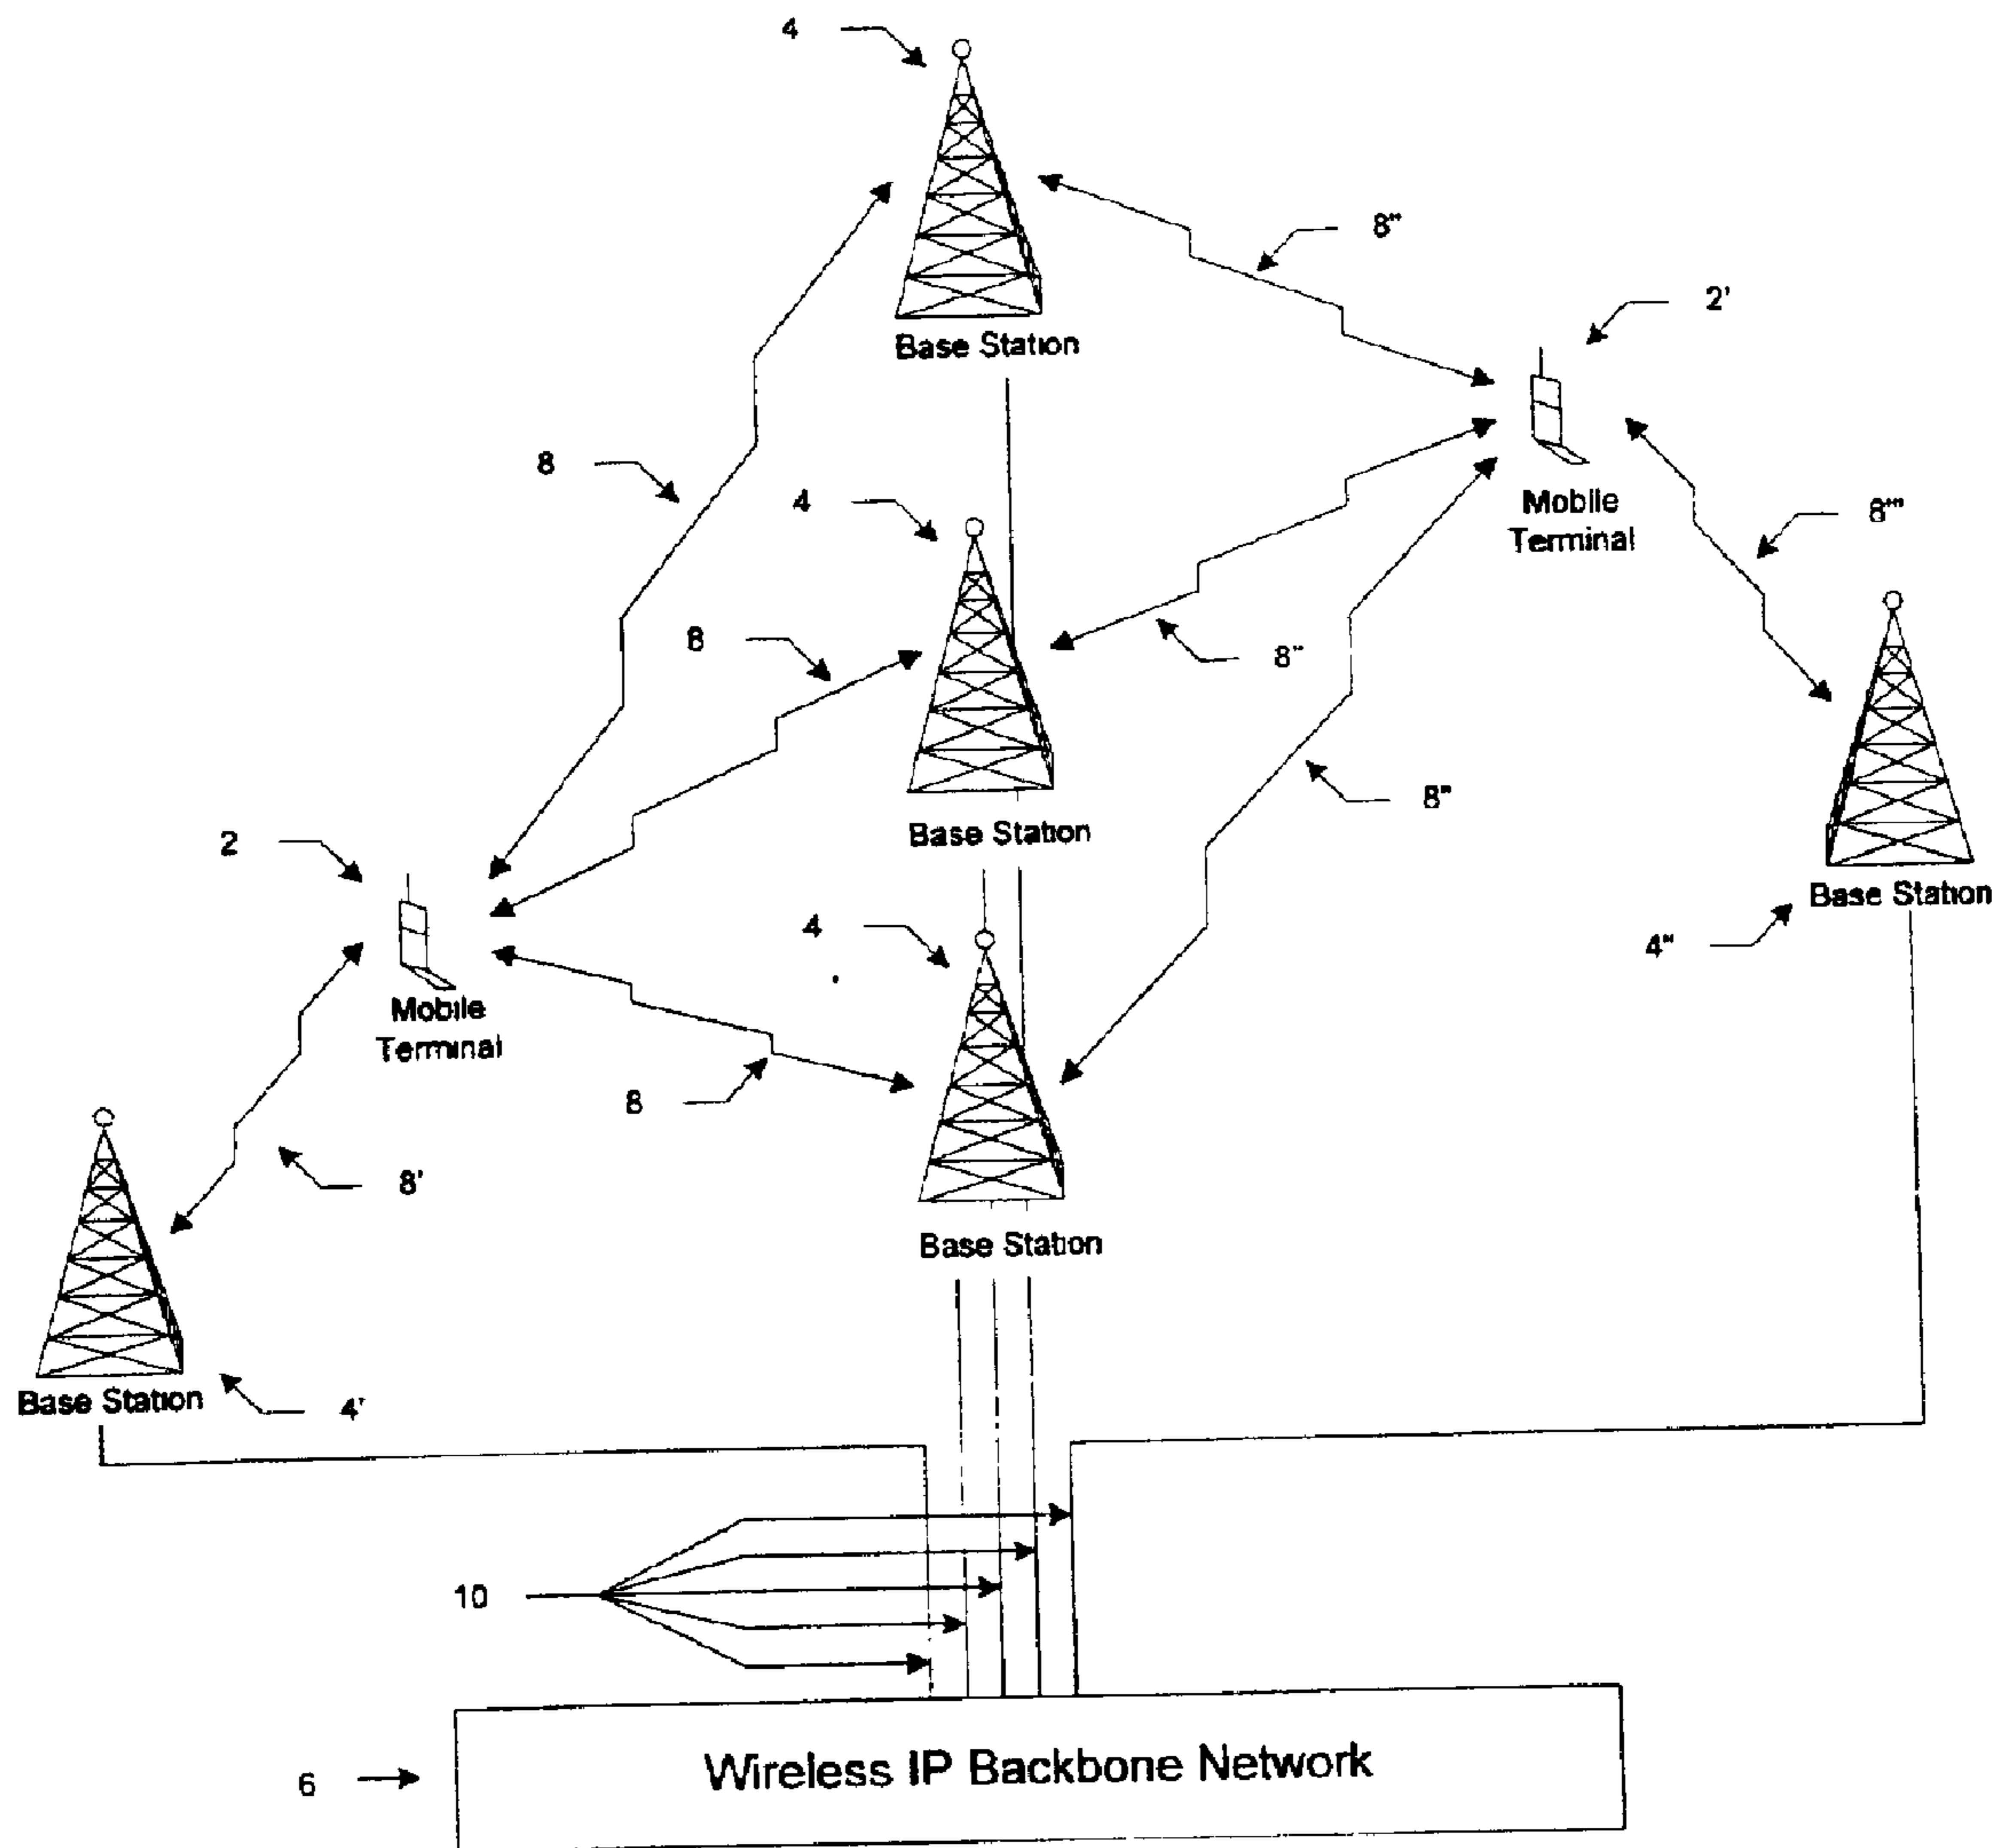 4
8"
2'
Base Station
8
4
Mobile
Terminal
8'''
8
8"
8"
Base Station
2
Base Station
4
4"
Mobile
Terminal
8
8'
Base Station
Base Station
4'
10
6
Wireless IP Backbone Network